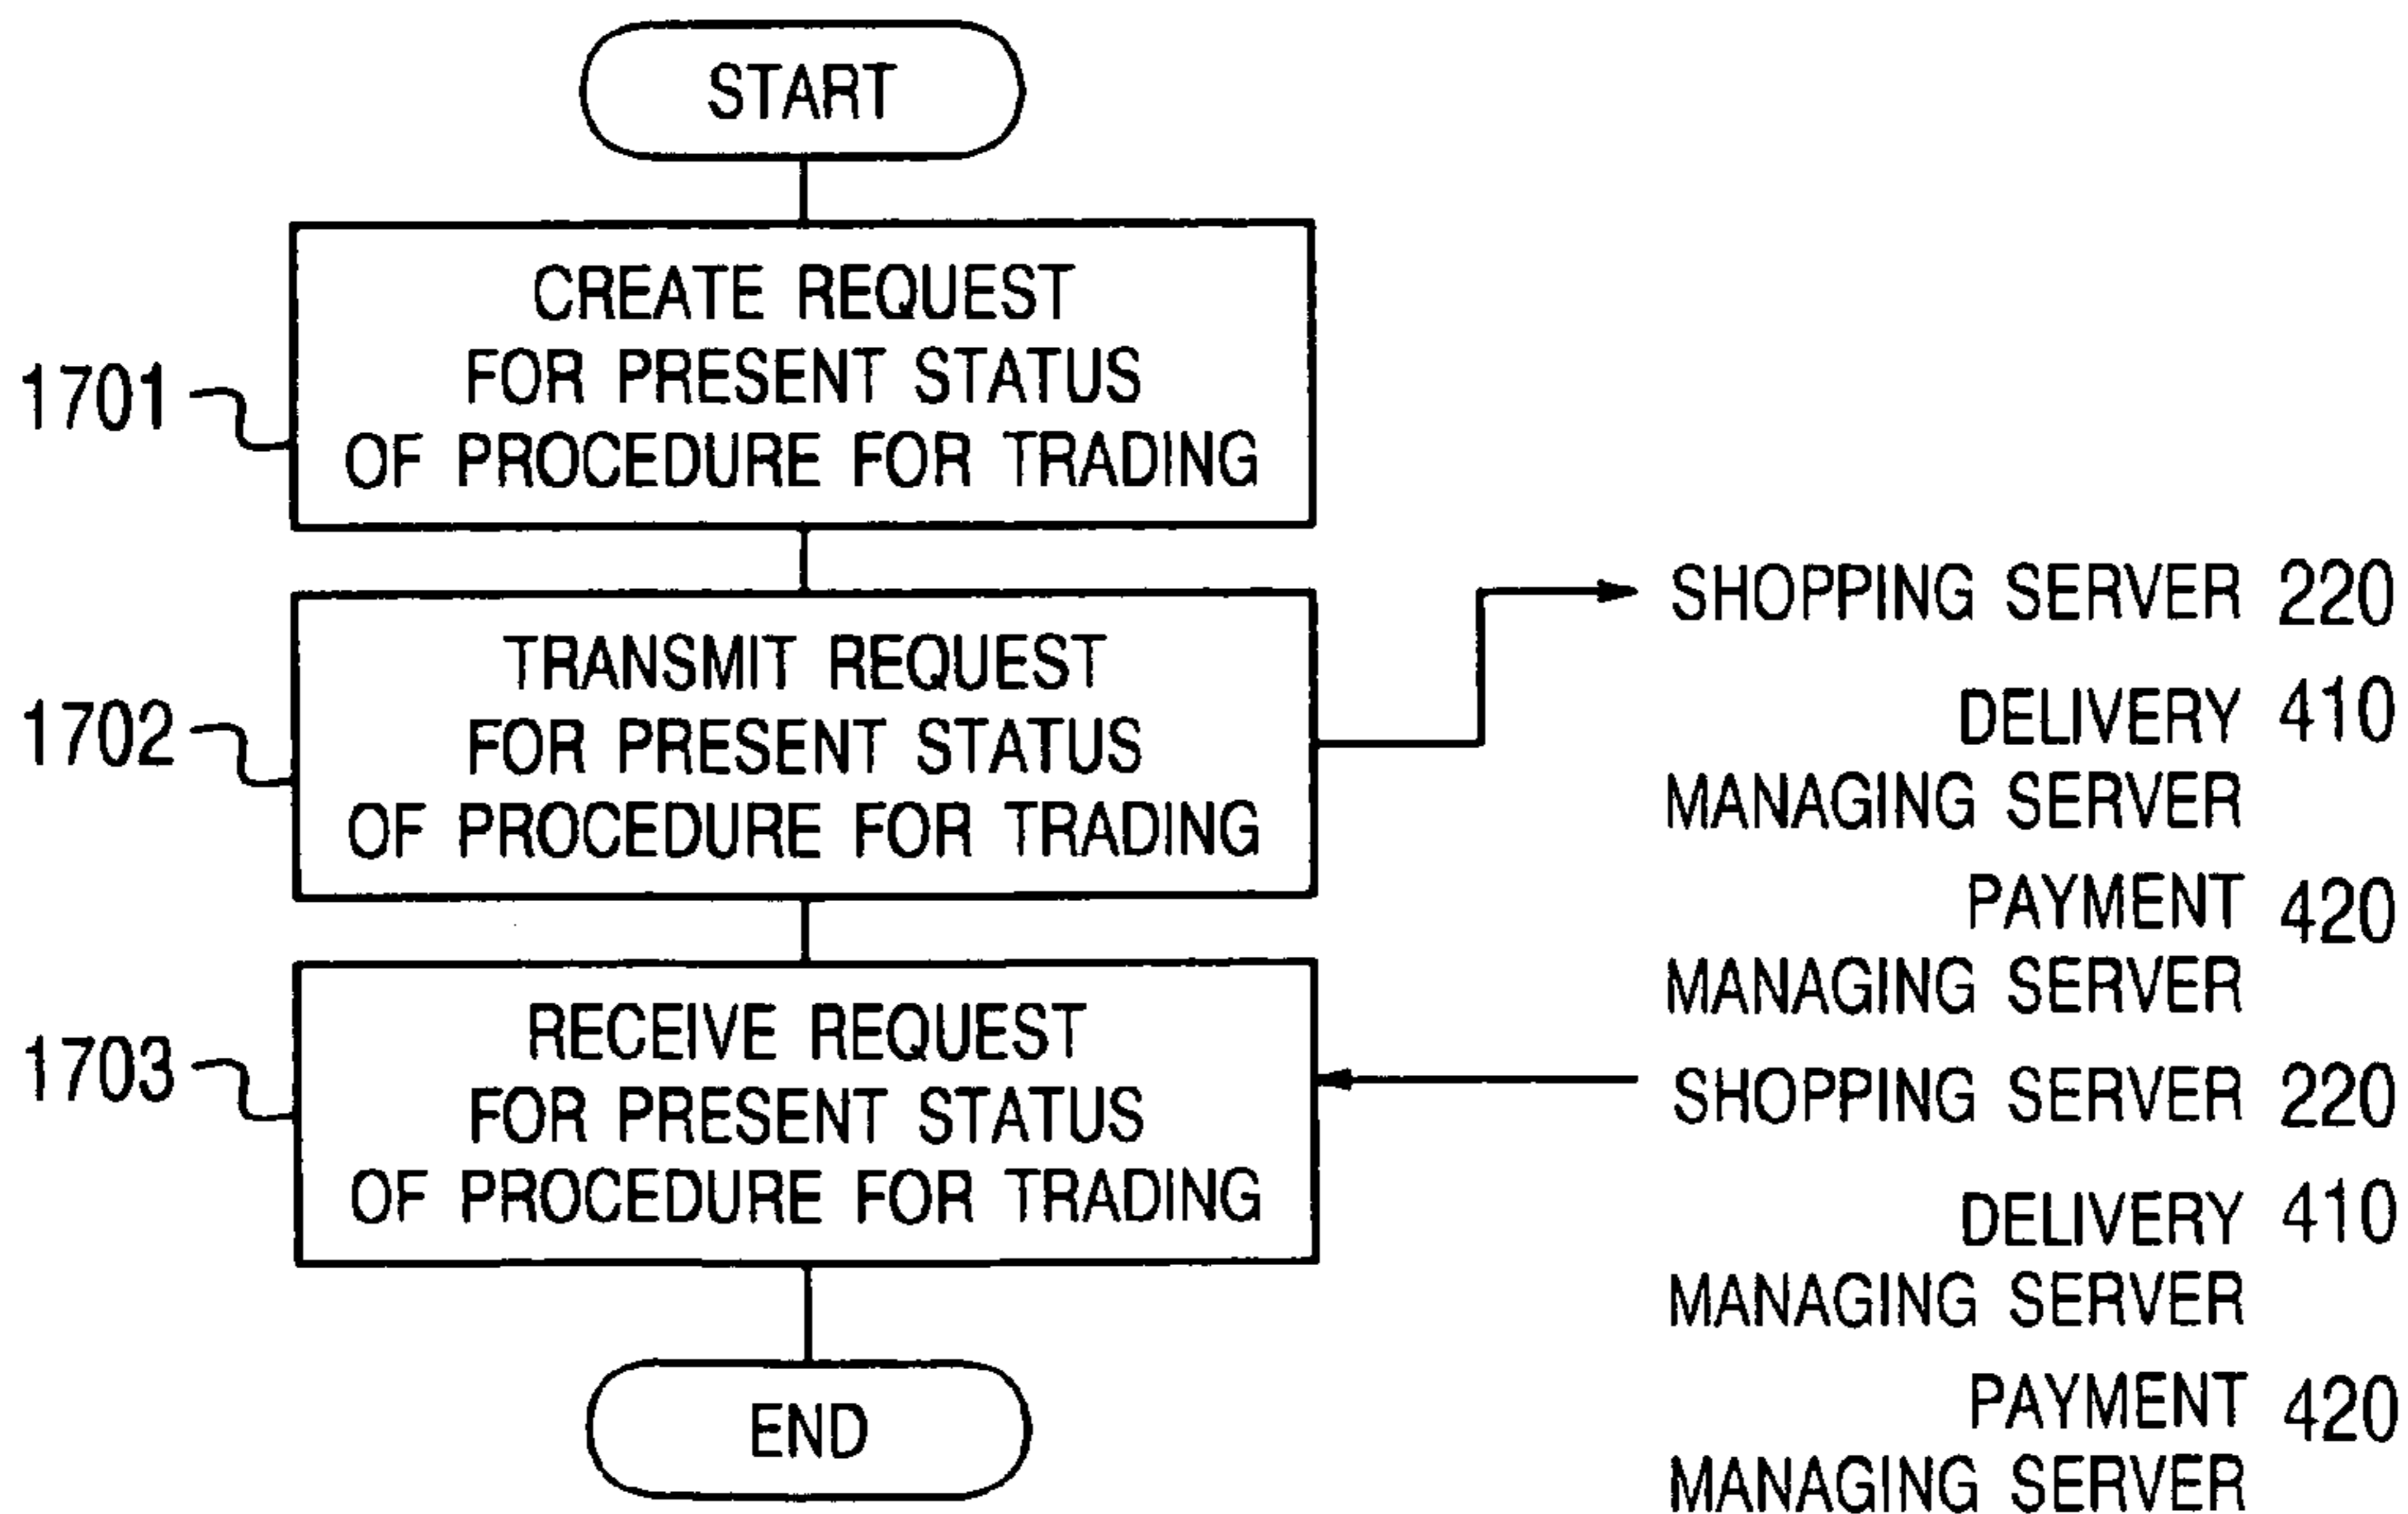 START
CREATE REQUEST
FOR PRESENT STATUS
OF PROCEDURE FOR TRADING
1701
TRANSMIT REQUEST
FOR PRESENT STATUS
OF PROCEDURE FOR TRADING
1702
SHOPPING SERVER 220
DELIVERY 410
MANAGING SERVER
PAYMENT 420
MANAGING SERVER
RECEIVE REQUEST
FOR PRESENT STATUS
OF PROCEDURE FOR TRADING
1703
SHOPPING SERVER 220
DELIVERY 410
MANAGING SERVER
PAYMENT 420
MANAGING SERVER
END